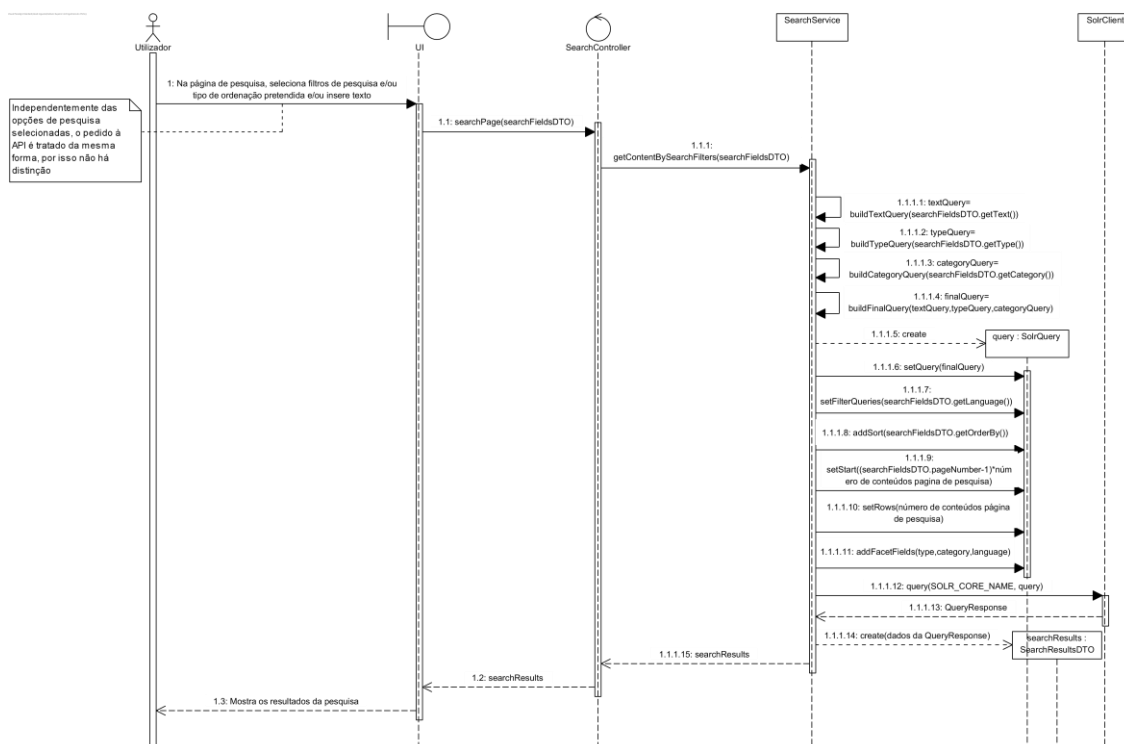 SearchService
SolrClient
Utilizador
UI
SearchController
1: Na página de pesquisa, seleciona filtros de pesquisa e/ou
tipo de ordenação pretendida e/ou insere texto
Independentemente das
opções de pesquisa
selecionadas, o pedido à
API é tratado da mesma
forma, por isso não há
distinção
1.1: searchPage(searchFieldsDTO)
1.1.1:
getContentBySearchFilters(searchFieldsDTO)
1.1.1.1: textQuery=
buildTextQuery(searchFieldsDTO.getText())
1.1.1.2: typeQuery=
buildTypeQuery(searchFieldsDTO.getType())
1.1.1.3: categoryQuery=
buildCategoryQuery(searchFieldsDTO.getCategory())
1.1.1.4: finalQuery=
buildFinalQuery(textQuery,typeQuery,categoryQuery)
1.1.1.5: create
query : SolrQuery
1.1.1.6: setQuery(finalQuery)
1.1.1.7:
setFilterQueries(searchFieldsDTO.getLanguage())
1.1.1.8: addSort(searchFieldsDTO.getOrderBy())
1.1.1.9:
setStart((searchFieldsDTO.pageNumber-1)*núm
ero de conteúdos pagina de pesquisa)
1.1.1.10: setRows(número de conteúdos página
de pesquisa)
1.1.1.11: addFacetFields(type,category,language)
1.1.1.12: query(SOLR_CORE_NAME, query)
1.1.1.13: QueryResponse
1.1.1.14: create(dados da QueryResponse)
searchResults :
SearchResultsDTO
1.1.1.15: searchResults
1.2: searchResults
1.3: Mostra os resultados da pesquisa